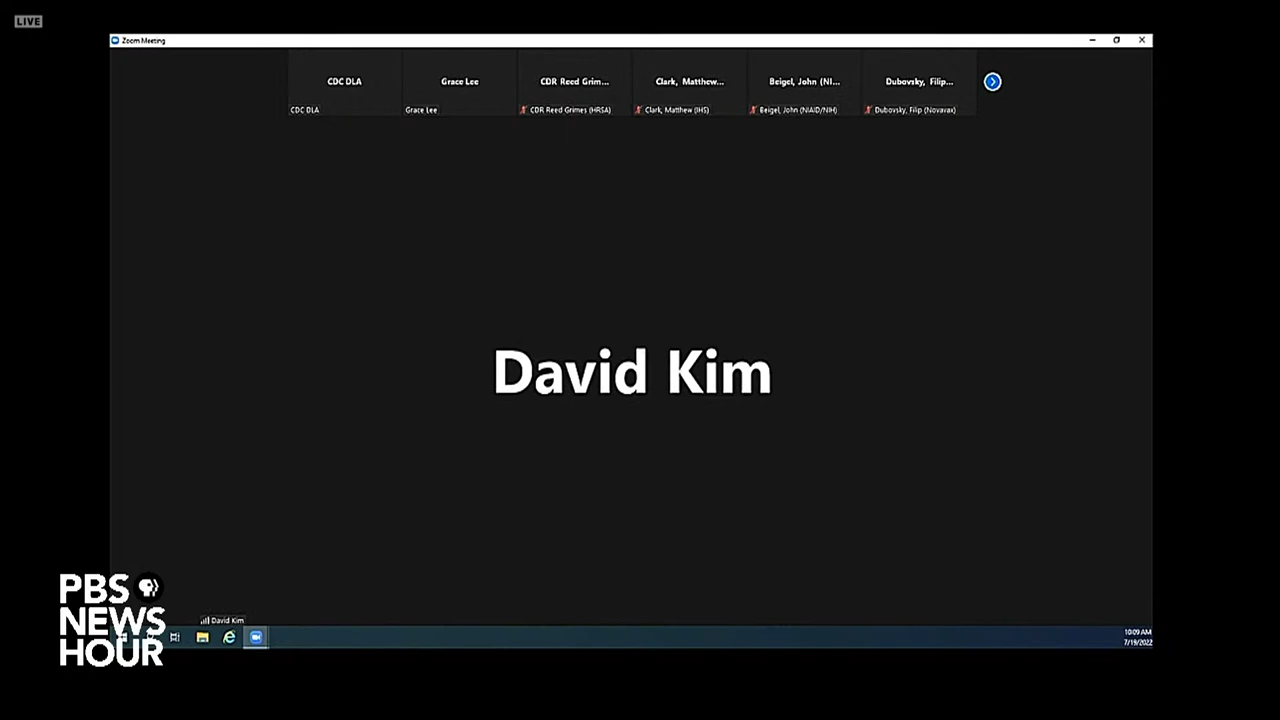 LIVE
Zoom Meeting
CDC DLA
Grace Lee
CDR Reed Grim...
Clark, Matthew...
Beigel, John (NI...
Dubovsky, Filip...
CDC DLA
Grace Lee
CDR Reed Grimes (HRSA)
Clark, Matthew (IHS)
Beigel, John (NIAID/NIH)
Dubovsky, Filip (Novavax)
David Kim
David Kim
PBS
NEWS
HOUR
10:09 AM
7/19/2022